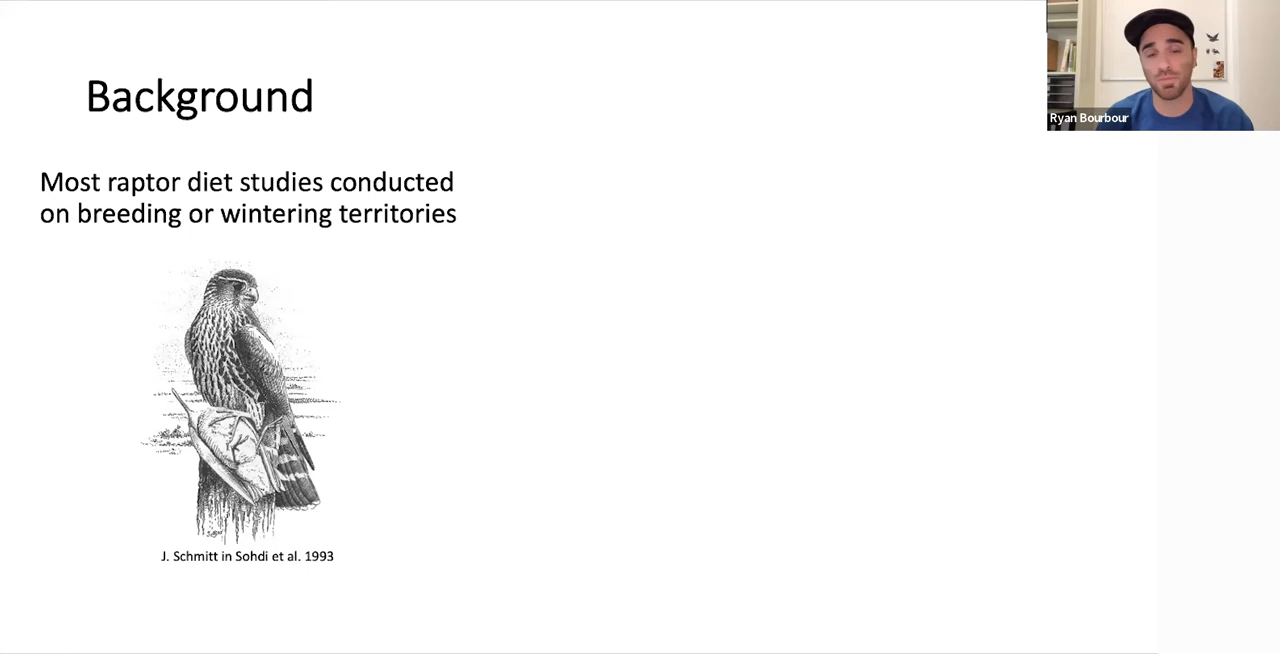 Background
Ryan Bourbour
Most raptor diet studies conducted
on breeding or wintering territories
J. Schmitt in Sohdi et al. 1993